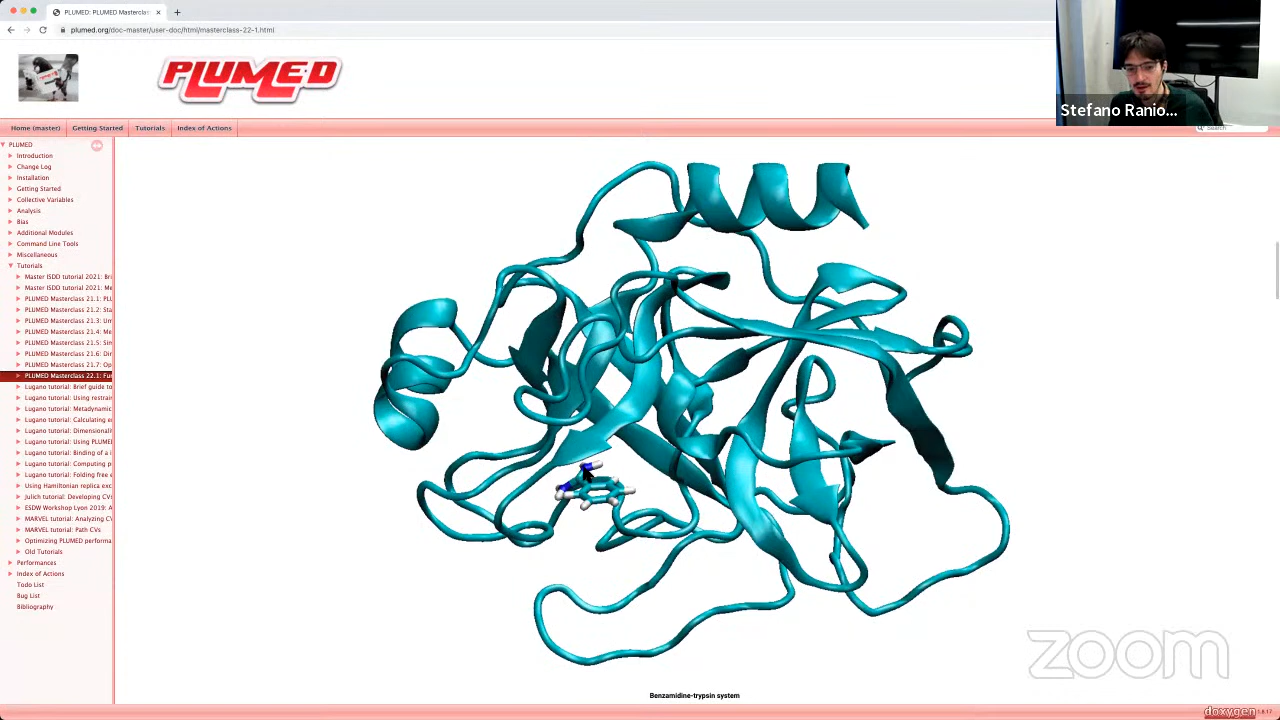 PLUMED: PLUMED Mastercla
plumed.org/doc-master/user-doc/html/masterclass-22-1.html
PLUMED
Stefano Ranio...
Home (master)
Getting Started
Tutorials
Index of Actions
Search
PLUMED
Introduction
Change Log
Installation
Getting Started
Collective Variables
Analysis
Bias
Additional Modules
Command Line Tools
Miscellaneous
Tutorials
Master ISDD tutorial 2021: Bri
Master ISDD tutorial 2021: Me
PLUMED Masterclass 21.1: PLU
PLUMED Masterclass 21.2: Sta
PLUMED Masterclass 21.3: Um
PLUMED Masterclass 21.4: Me
PLUMED Masterclass 21.5: Sim
PLUMED Masterclass 21.6: Dim
PLUMED Masterclass 21.7: Op
PLUMED Masterclass 22.1: Fun
Lugano tutorial: Brief guide to
Lugano tutorial: Using restrain
Lugano tutorial: Metadynamic
Lugano tutorial: Calculating e
Lugano tutorial: Dimensionali
Lugano tutorial: Using PLUMED
Lugano tutorial: Binding of a i
Lugano tutorial: Computing p
Lugano tutorial: Folding free e
Using Hamiltonian replica exc
Julich tutorial: Developing CVs
ESDW Workshop Lyon 2019: A
MARVEL tutorial: Analyzing CV
MARVEL tutorial: Path CVs
Optimizing PLUMED performa
Old Tutorials
Performances
Index of Actions
Todo List
Bug List
Bibliography
Benzamidine-trypsin system
zoom
doxygen 1.8.17